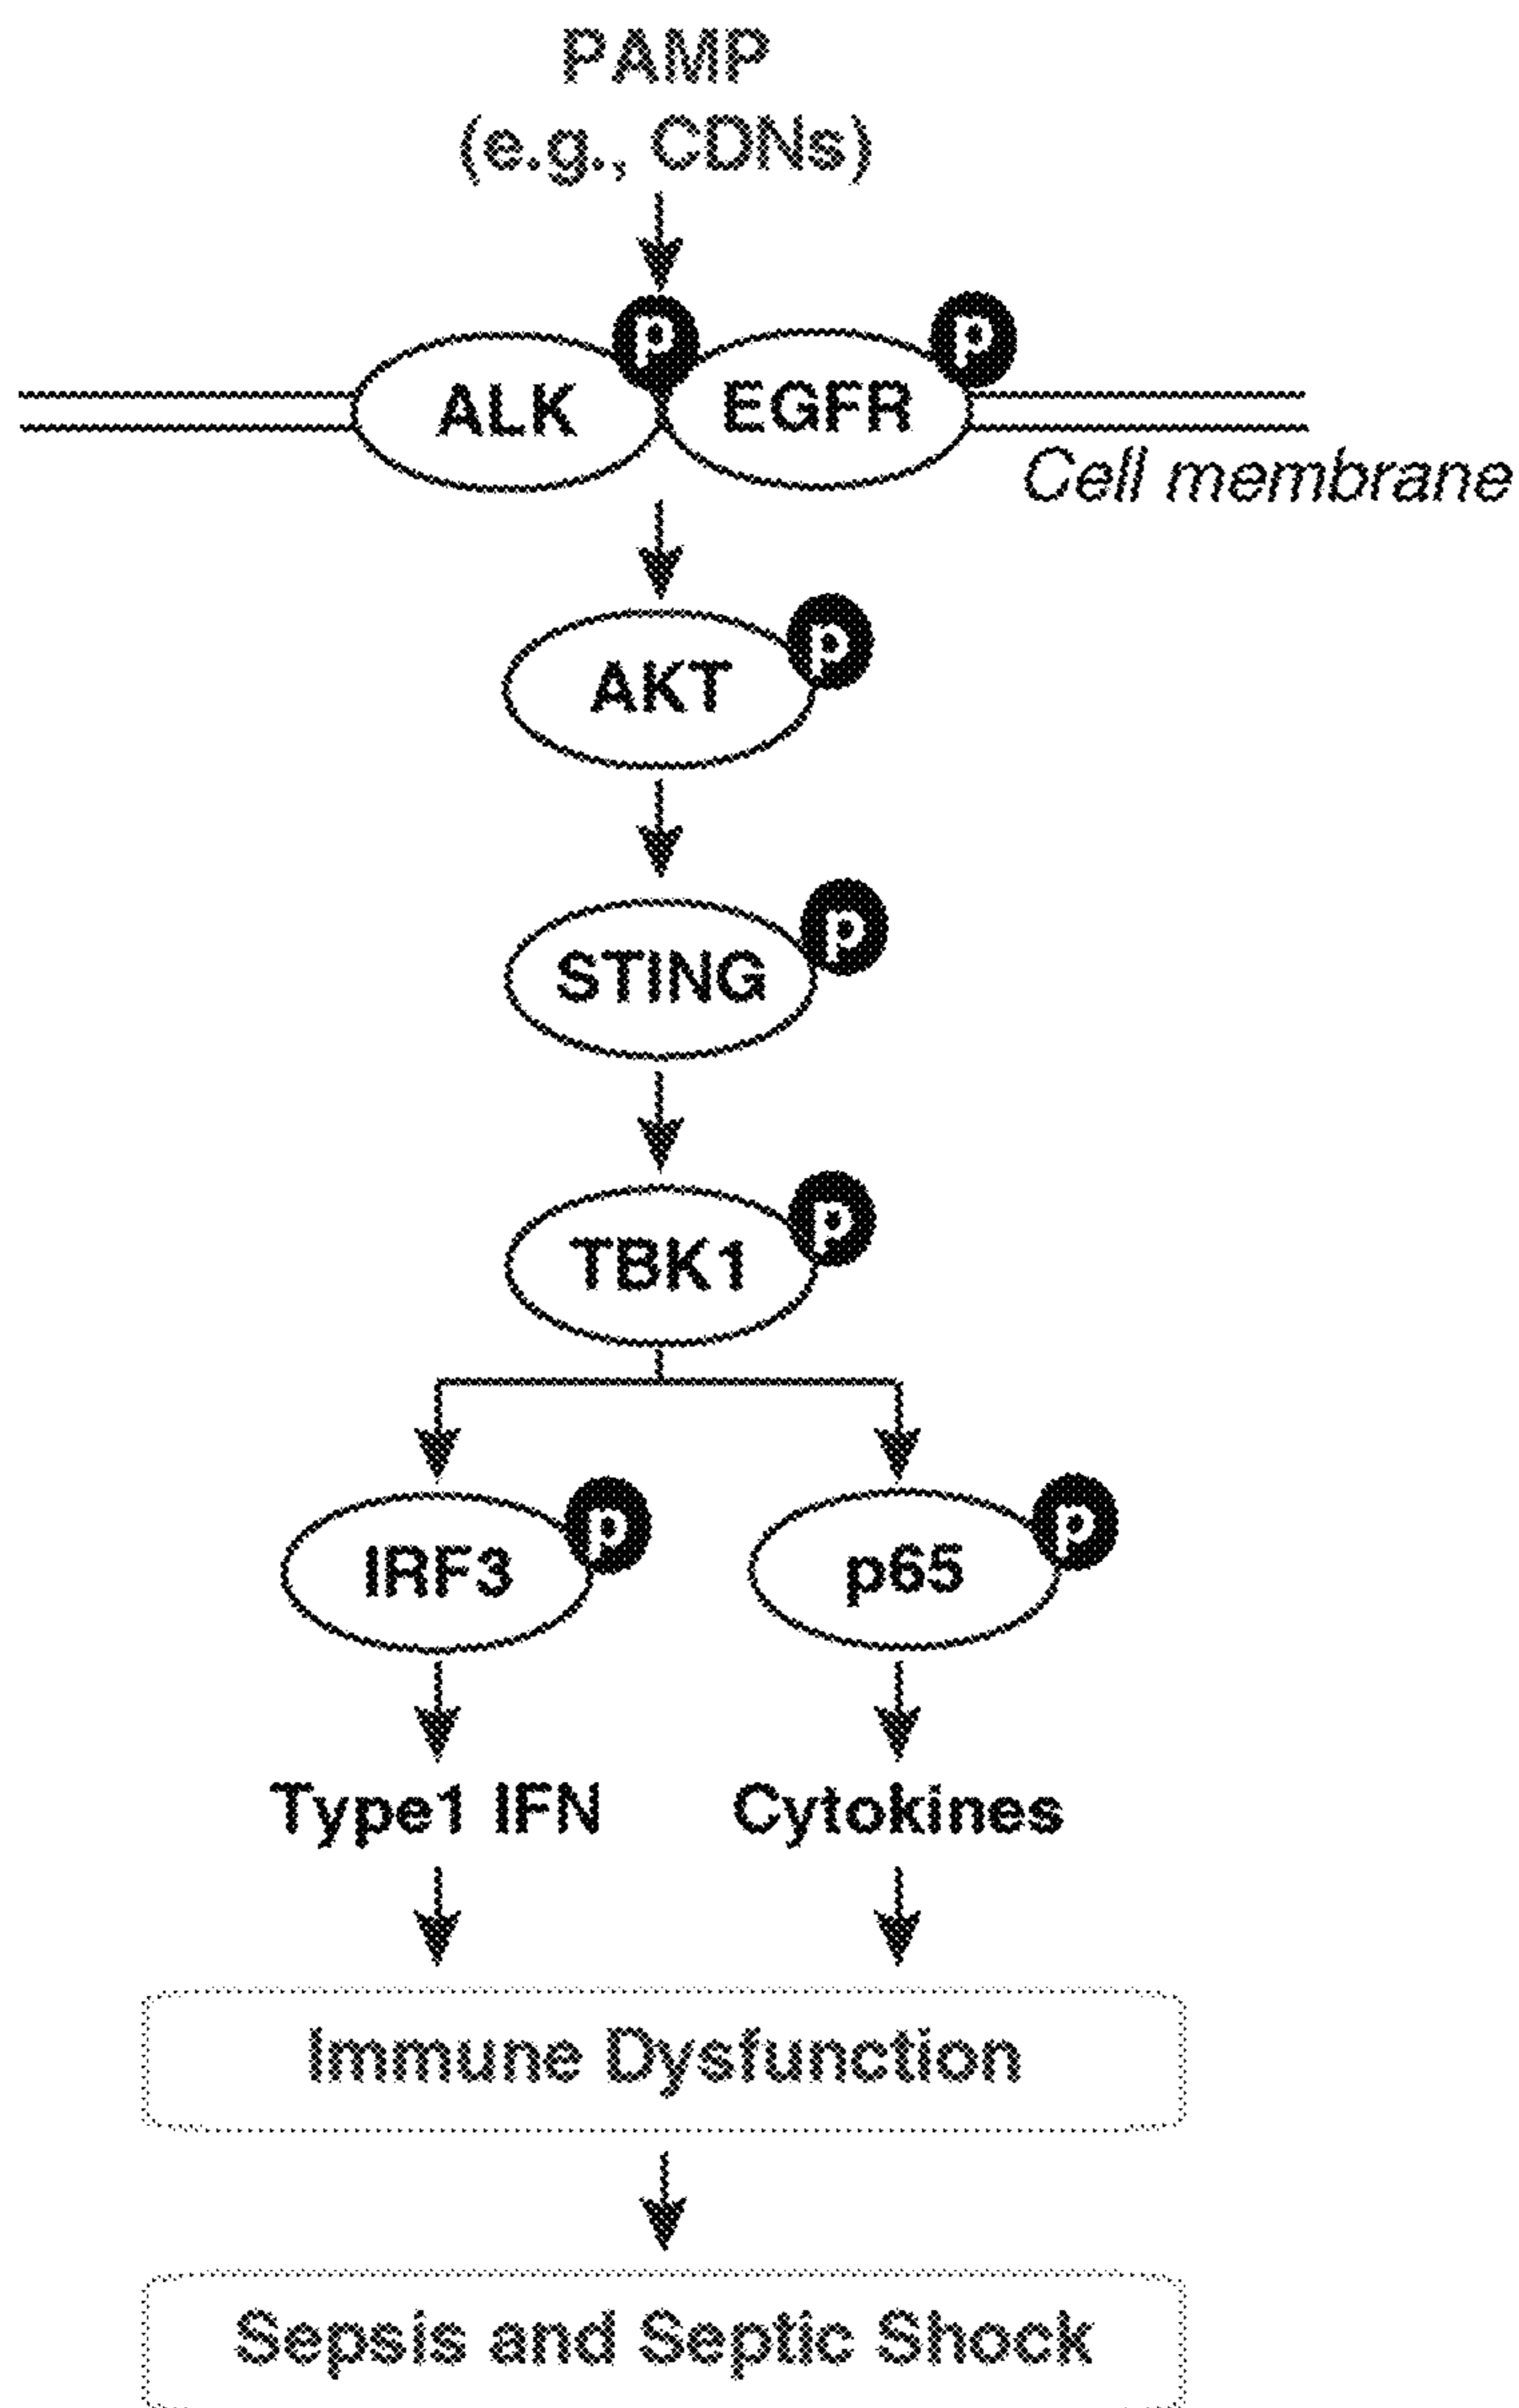 PAMP
(e.g., CDNs)
P P
ALK EGFR
Cell membrane
P
AKT
P
STING
P
TBK1
P P
IRF3 p65
Type1 IFN Cytokines
Immune Dysfunction
Sepsis and Septic Shock